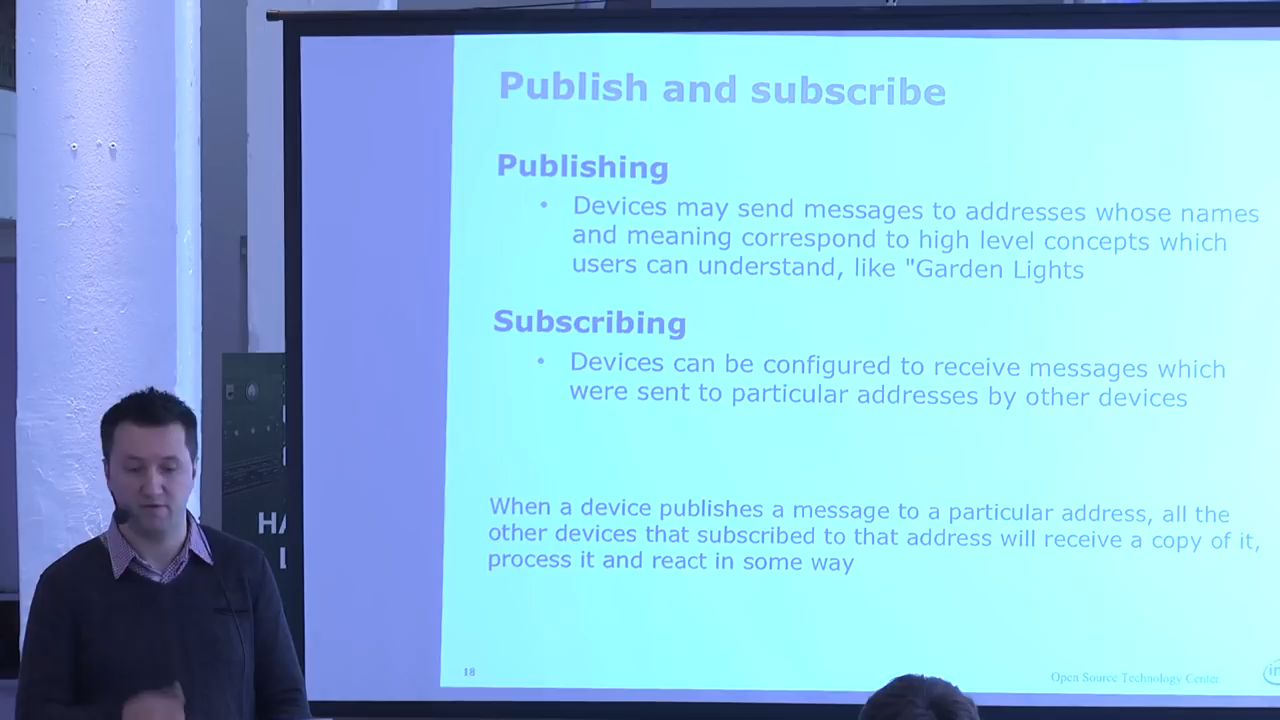 Publish and subscribe
Publishing
• Devices may send messages to addresses whose names
and meaning correspond to high level concepts which
users can understand, like "Garden Lights
Subscribing
• Devices can be configured to receive messages which
were sent to particular addresses by other devices
When a device publishes a message to a particular address, all the
other devices that subscribed to that address will receive a copy of it,
process it and react in some way
18
Open Source Technology Center
in
HA
L